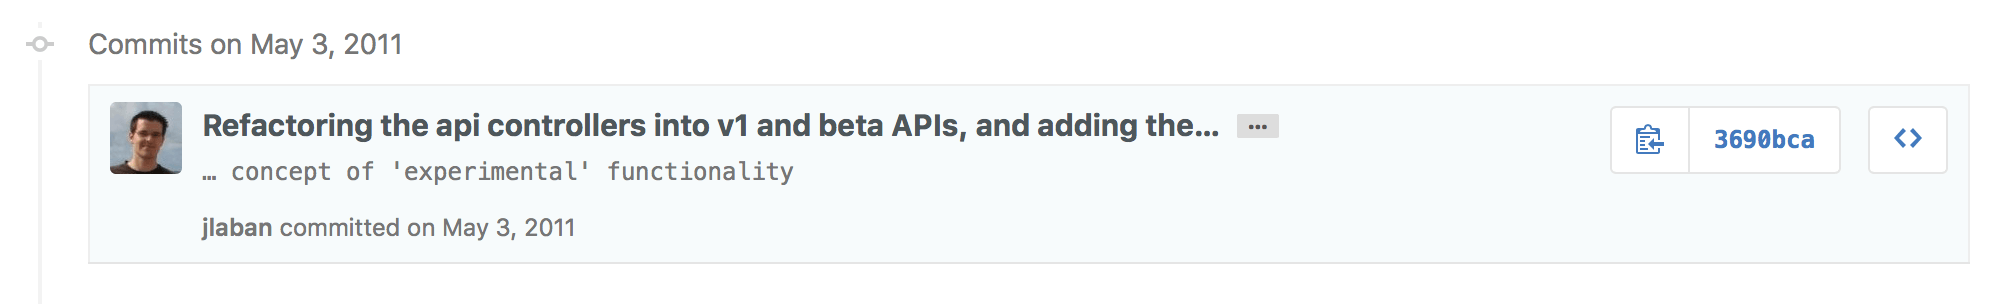 Commits on May 3, 2011
Refactoring the api controllers into v1 and beta APIs, and adding the... …
… concept of 'experimental' functionality
3690bca
jlaban committed on May 3, 2011